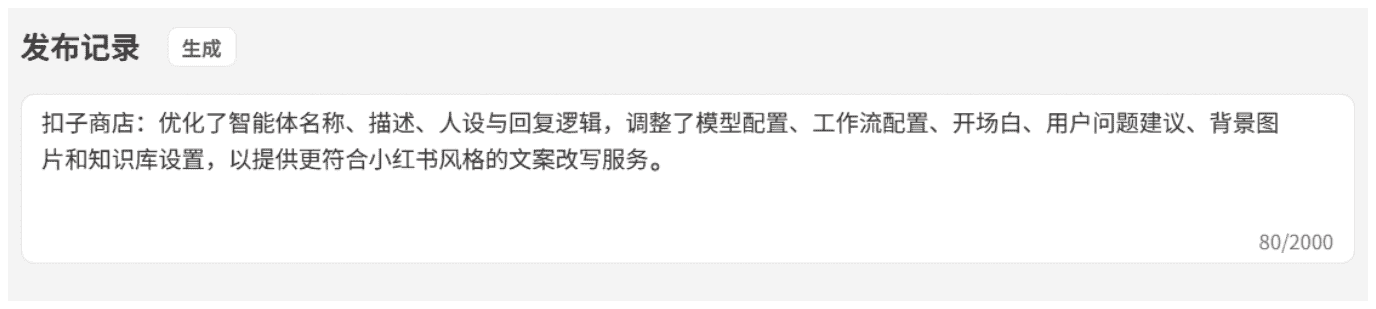 发布记录 生成
扣子商店：优化了智能体名称、描述、人设与回复逻辑，调整了模型配置、工作流配置、开场白、用户问题建议、背景图
片和知识库设置，以提供更符合小红书风格的文案改写服务。
80/2000